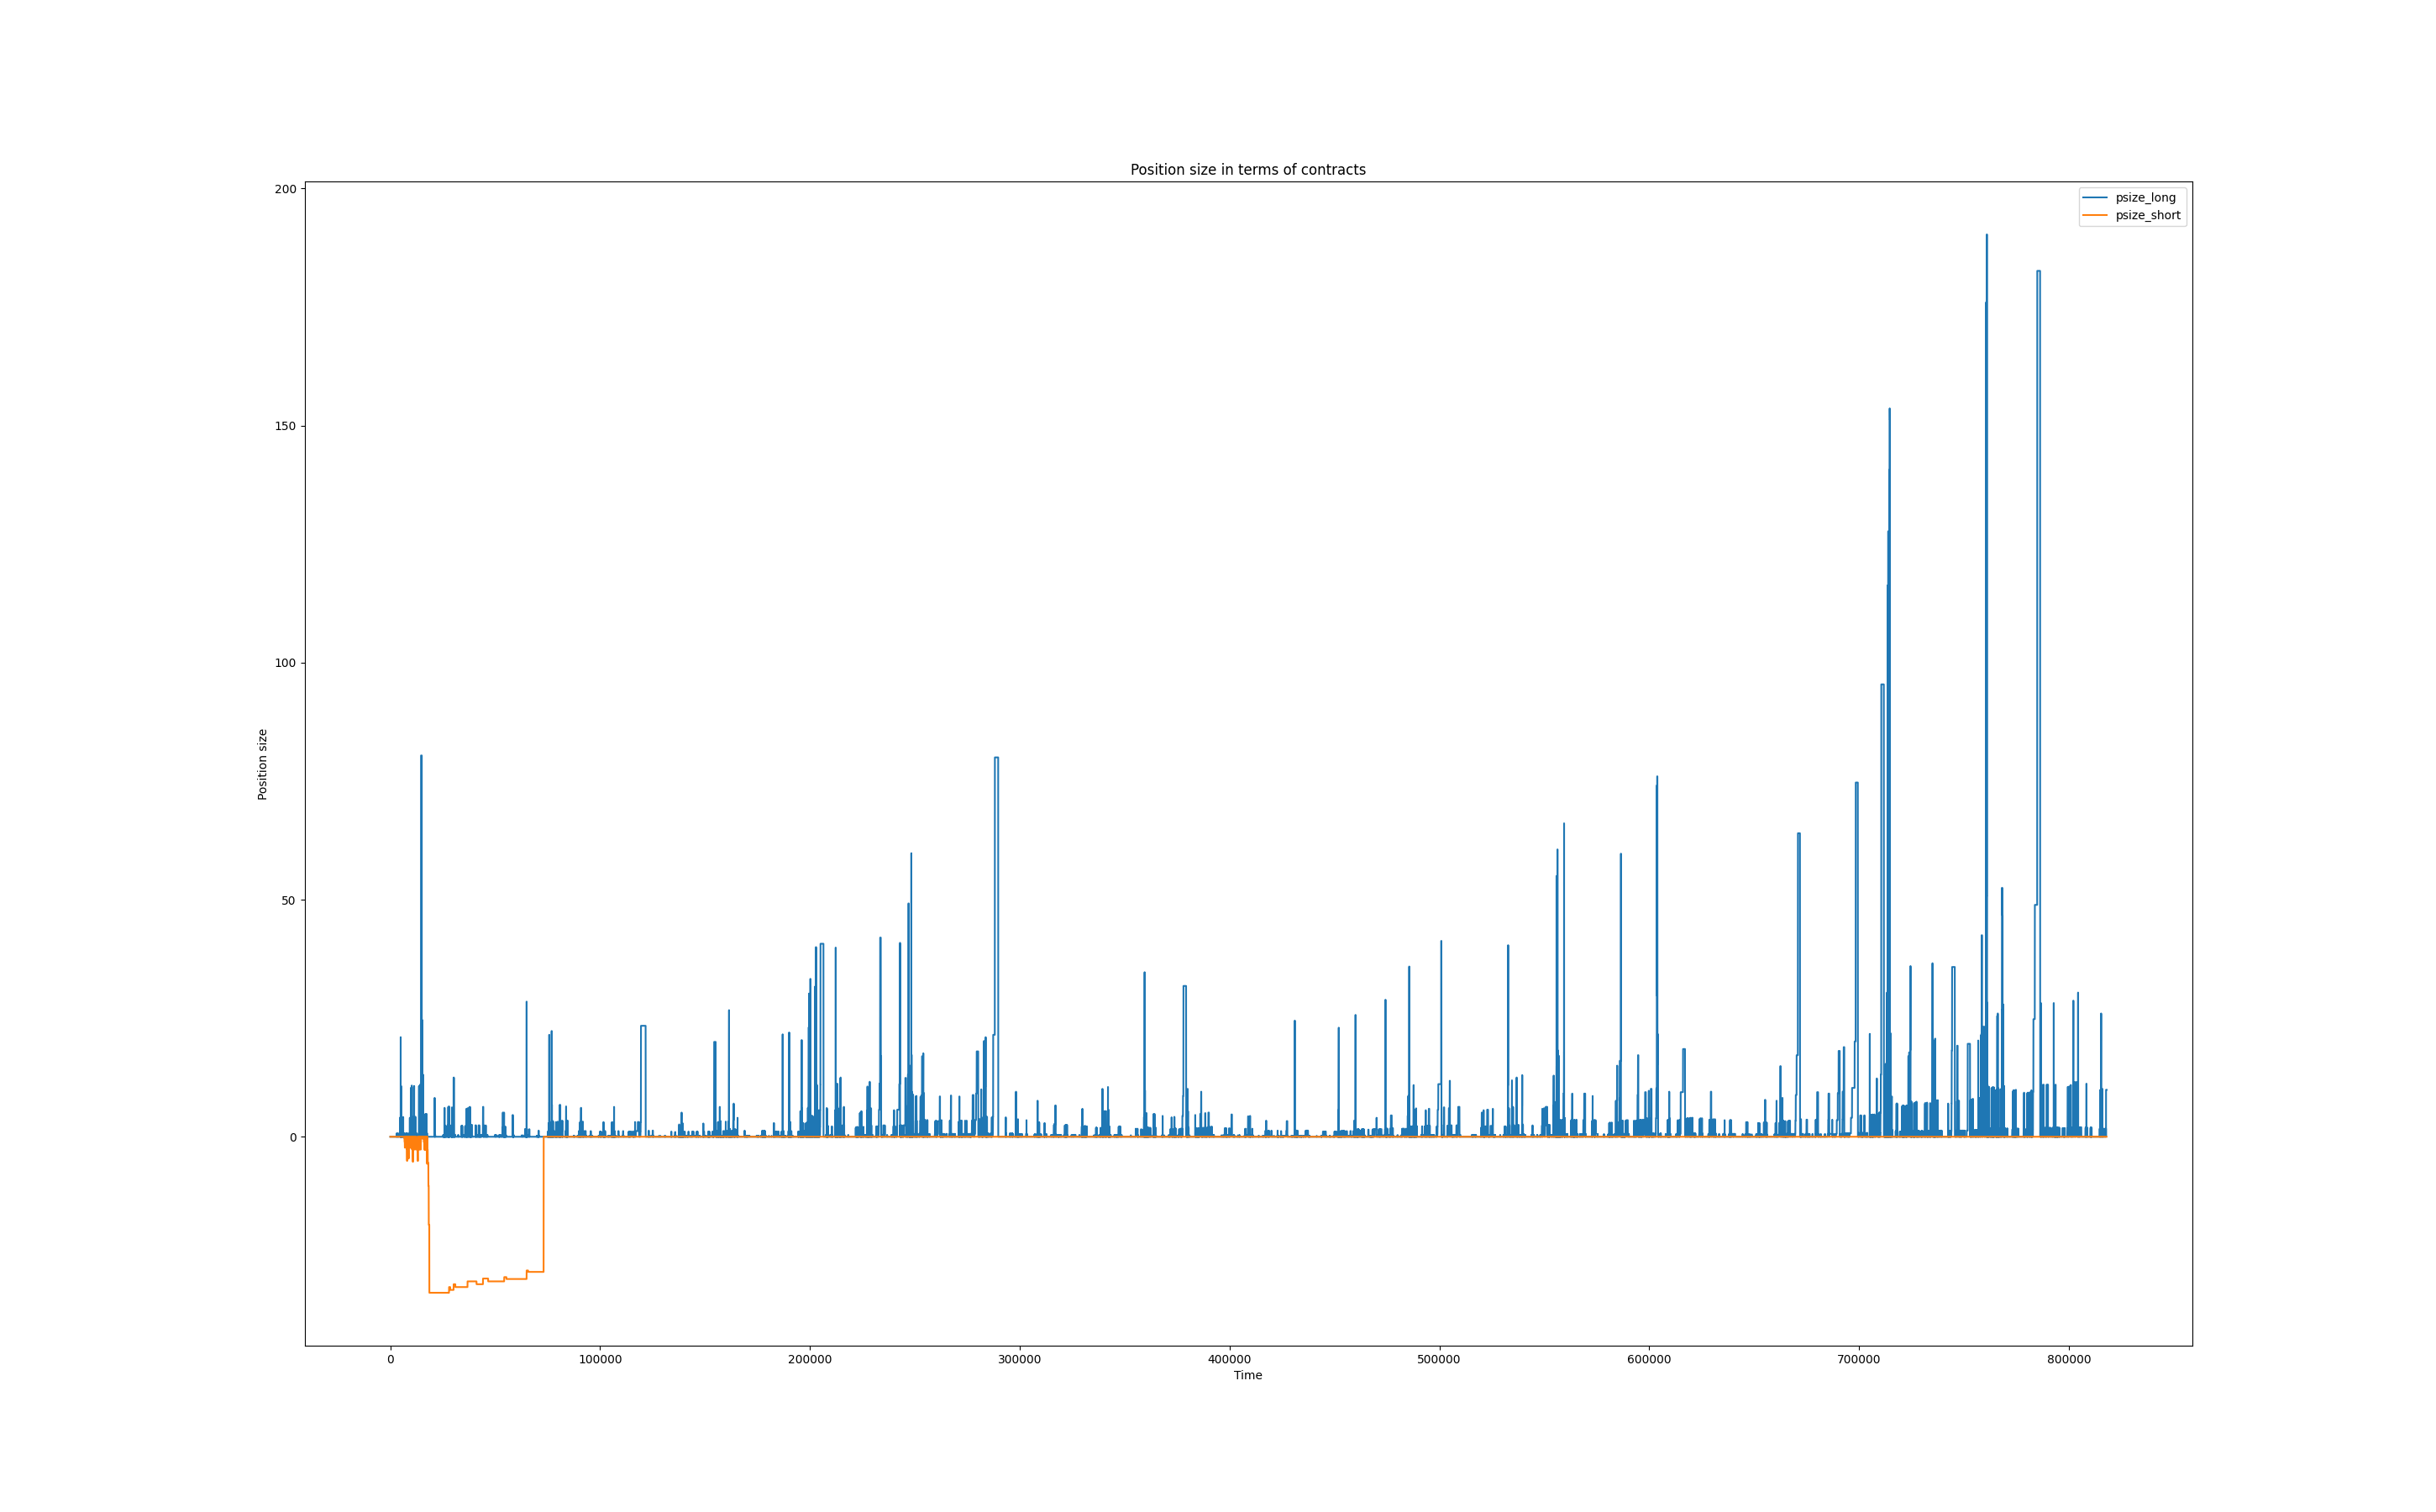 Position size in terms of contracts
200
150
100
50
0
Position size
psize_long
psize_short
0 100000 200000 300000 400000 500000 600000 700000 800000
Time